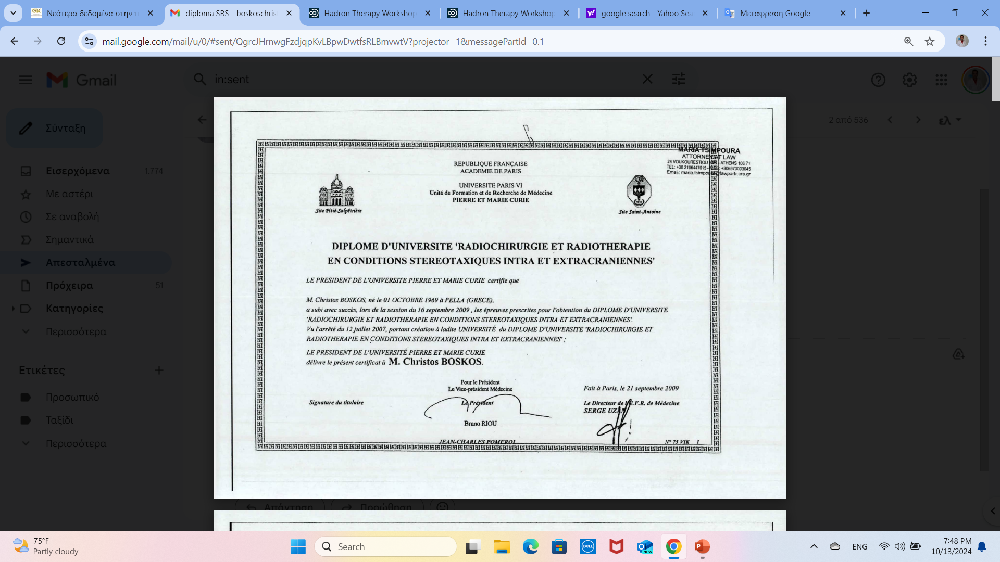 Νεότερα δεδομένα στην π
diploma SRS - boskoschrist
Hadron Therapy Workshop
Hadron Therapy Workshop
google search - Yahoo Sea
Μετάφραση Google
mail.google.com/mail/u/0/#sent/QgrcJHrnwgFzdjqpKvLBpwDwtfsRLBmvwtV?projector=1&messagePartId=0.1
Gmail
in:sent
Σύνταξη
2 από 536
ελ
Εισερχόμενα 1.774
Με αστέρι
Σε αναβολή
Σημαντικά
Απεσταλμένα
Πρόχειρα 51
Κατηγορίες
Περισσότερα
Ετικέτες
Προσωπικό
Ταξίδι
Περισσότερα
MARIA TSIMPOURA
ATTORNEY AT LAW
28 VOUKOURESTIOU STR - ATHENS 106 71
TEL: +30 2106447015 - MOB: +306973003045
Email: maria.tsimpoura@lawpartners.gr
REPUBLIQUE FRANÇAISE
ACADEMIE DE PARIS
UNIVERSITE PARIS VI
Unité de Formation et de Recherche de Médecine
PIERRE ET MARIE CURIE
Site Pitié-Salpêtrière
Site Saint-Antoine
DIPLOME D'UNIVERSITE 'RADIOCHIRURGIE ET RADIOTHERAPIE
EN CONDITIONS STEREOTAXIQUES INTRA ET EXTRACRANIENNES'
LE PRESIDENT DE L'UNIVERSITE PIERRE ET MARIE CURIE certifie que
M. Christos BOSKOS, né le 01 OCTOBRE 1969 à PELLA (GRECE),
a subi avec succès, lors de la session du 16 septembre 2009 , les épreuves prescrites pour l'obtention du DIPLOME D'UNIVERSITE
'RADIOCHIRURGIE ET RADIOTHERAPIE EN CONDITIONS STEREOTAXIQUES INTRA ET EXTRACRANIENNES'.
Vu l'arrêté du 12 juillet 2007, portant création à ladite UNIVERSITÉ du DIPLOME D'UNIVERSITE 'RADIOCHIRURGIE ET
RADIOTHERAPIE EN CONDITIONS STEREOTAXIQUES INTRA ET EXTRACRANIENNES' ;
LE PRESIDENT DE L'UNIVERSITÉ PIERRE ET MARIE CURIE
délivre le présent certificat à M. Christos BOSKOS.
Pour le Président
Le Vice-président Médecine
Fait à Paris, le 21 septembre 2009
Signature du titulaire
Le Président
Le Directeur de l'U.F.R. de Médecine
SERGE UZAN
Bruno RIOU
JEAN-CHARLES POMEROL
N° 75 VIK 1
Απάντηση
Προώθηση
75°F
Partly cloudy
Search
NEW
ENG
7:48 PM
10/13/2024